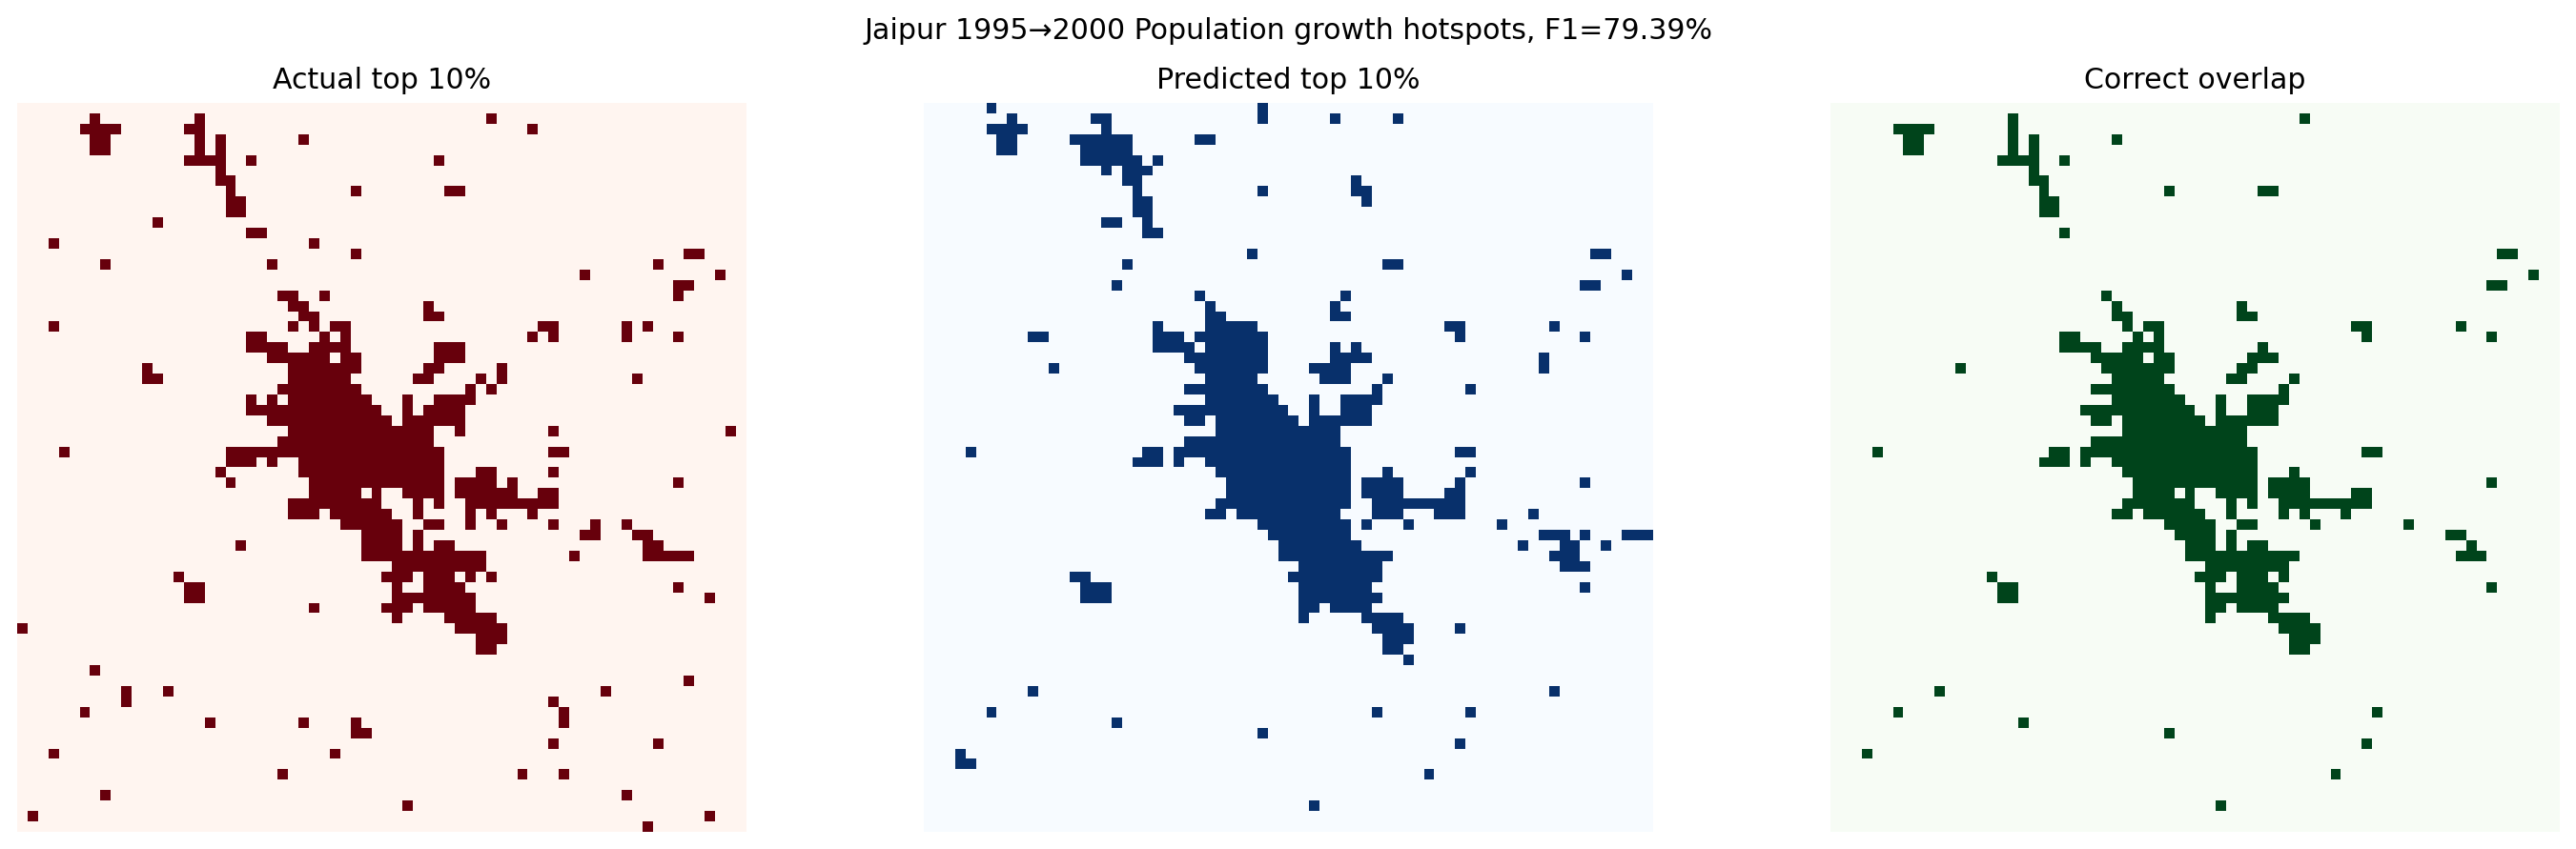 Jaipur 1995→2000 Population growth hotspots, F1=79.39%
Actual top 10%
Predicted top 10%
Correct overlap